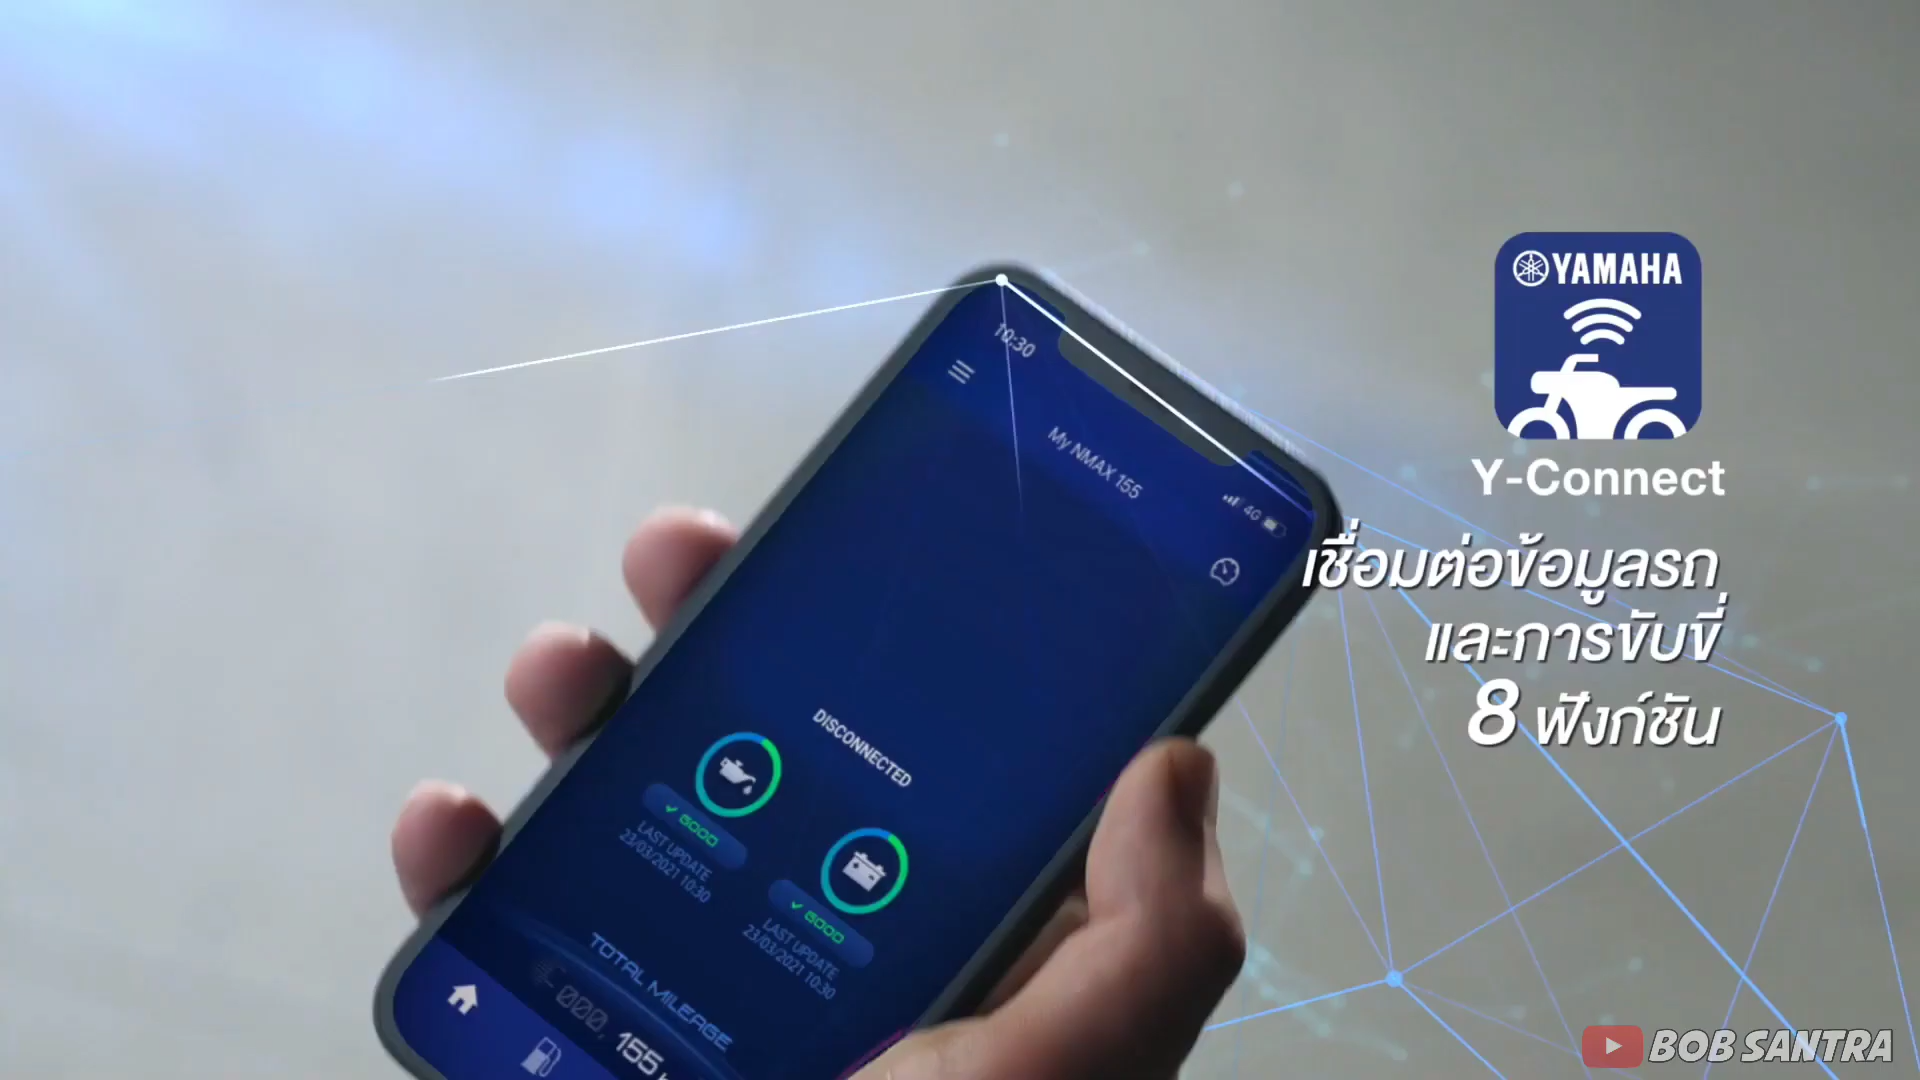 YAMAHA
Y-Connect
เชื่อมต่อข้อมูลรถ
และการขับขี่
8 ฟังก์ชัน
10:30
4G
My NMAX 155
DISCONNECTED
GOOD
LAST UPDATE
23/03/2021 10:30
GOOD
LAST UPDATE
23/03/2021 10:30
TOTAL MILEAGE
000,155
BOB SANTRA